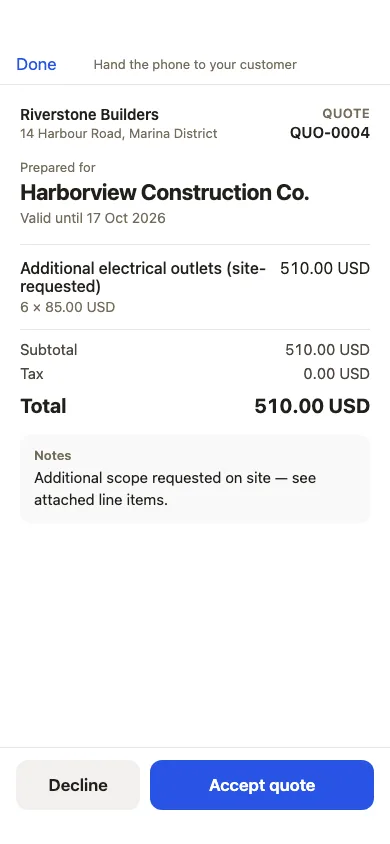 Done
Hand the phone to your customer
Riverstone Builders
QUOTE
14 Harbour Road, Marina District
QUO-0004
Prepared for
Harborview Construction Co.
Valid until 17 Oct 2026
Additional electrical outlets (site-
510.00 USD
requested)
6 × 85.00 USD
Subtotal
510.00 USD
Tax
0.00 USD
Total
510.00 USD
Notes
Additional scope requested on site — see
attached line items.
Decline
Accept quote